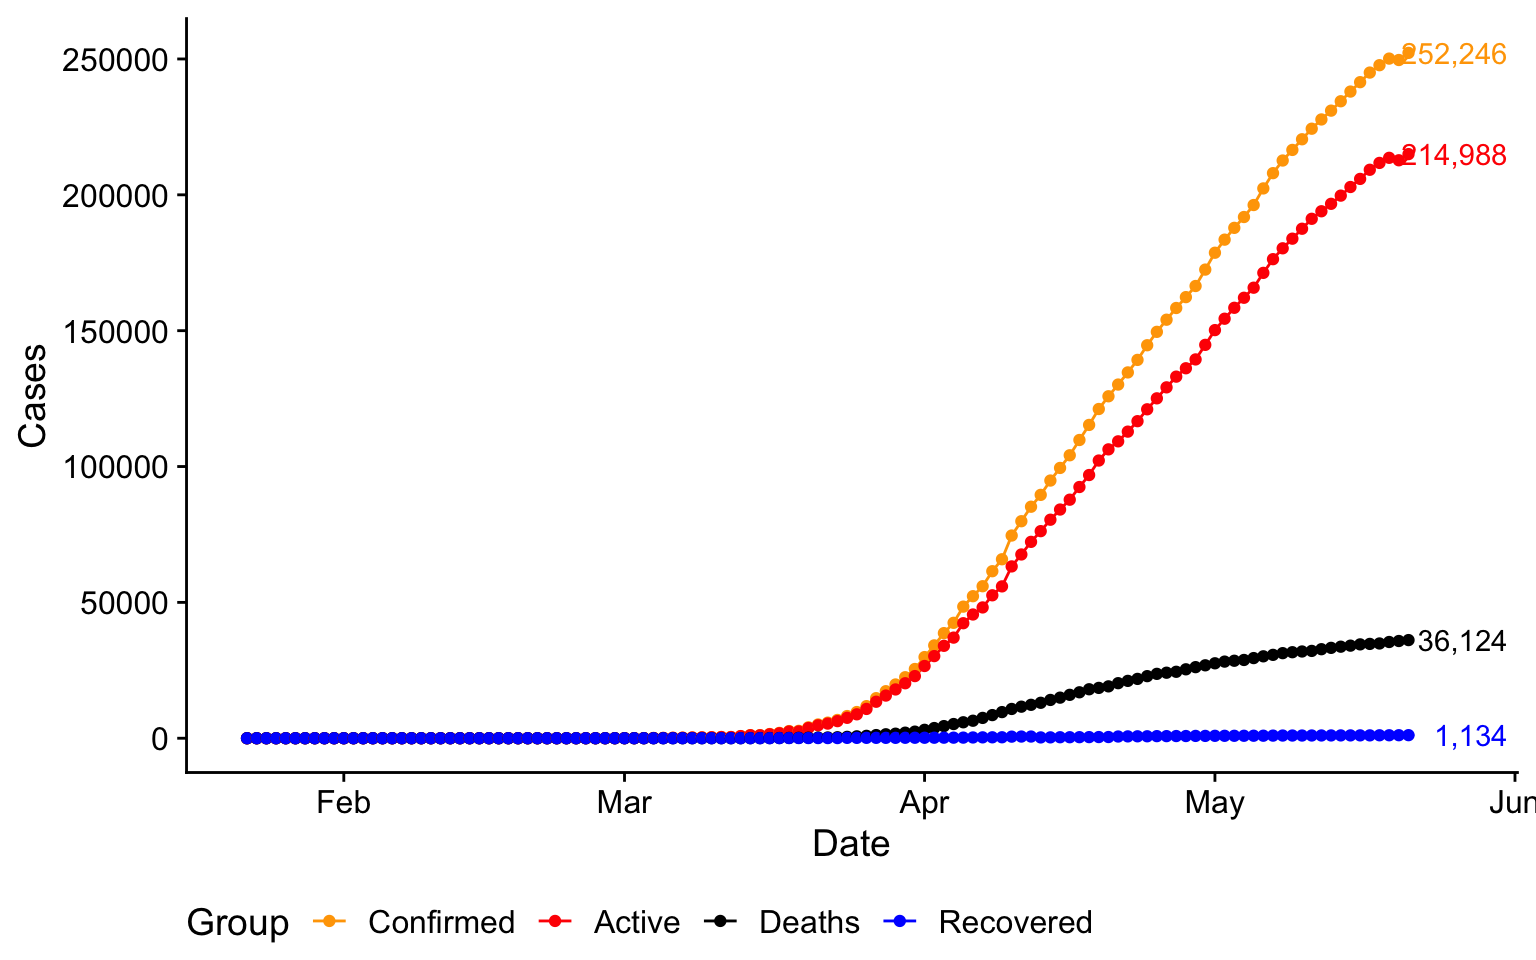 250000
200000
150000
100000
50000
0
Cases
252,246
214,988
36,124
1,134
Feb Mar Apr May Jun
Date
Group Confirmed Active Deaths Recovered